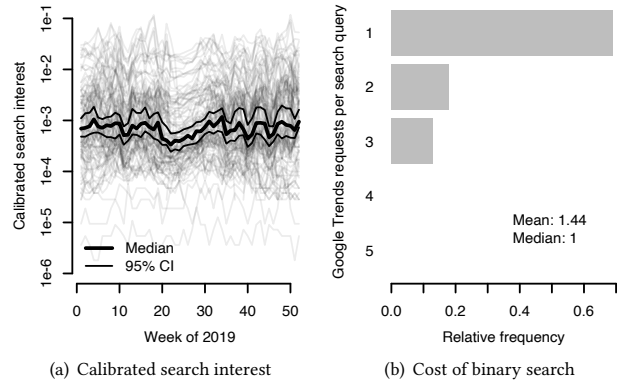 1e-1
1e-2
1e-3
1e-4
1e-5
1e-6
Calibrated search interest
Median
95% CI
0 10 20 30 40 50
Week of 2019
(a) Calibrated search interest
Google Trends requests per search query
1
2
3
4
5
Mean: 1.44
Median: 1
0.0 0.2 0.4 0.6
Relative frequency
(b) Cost of binary search